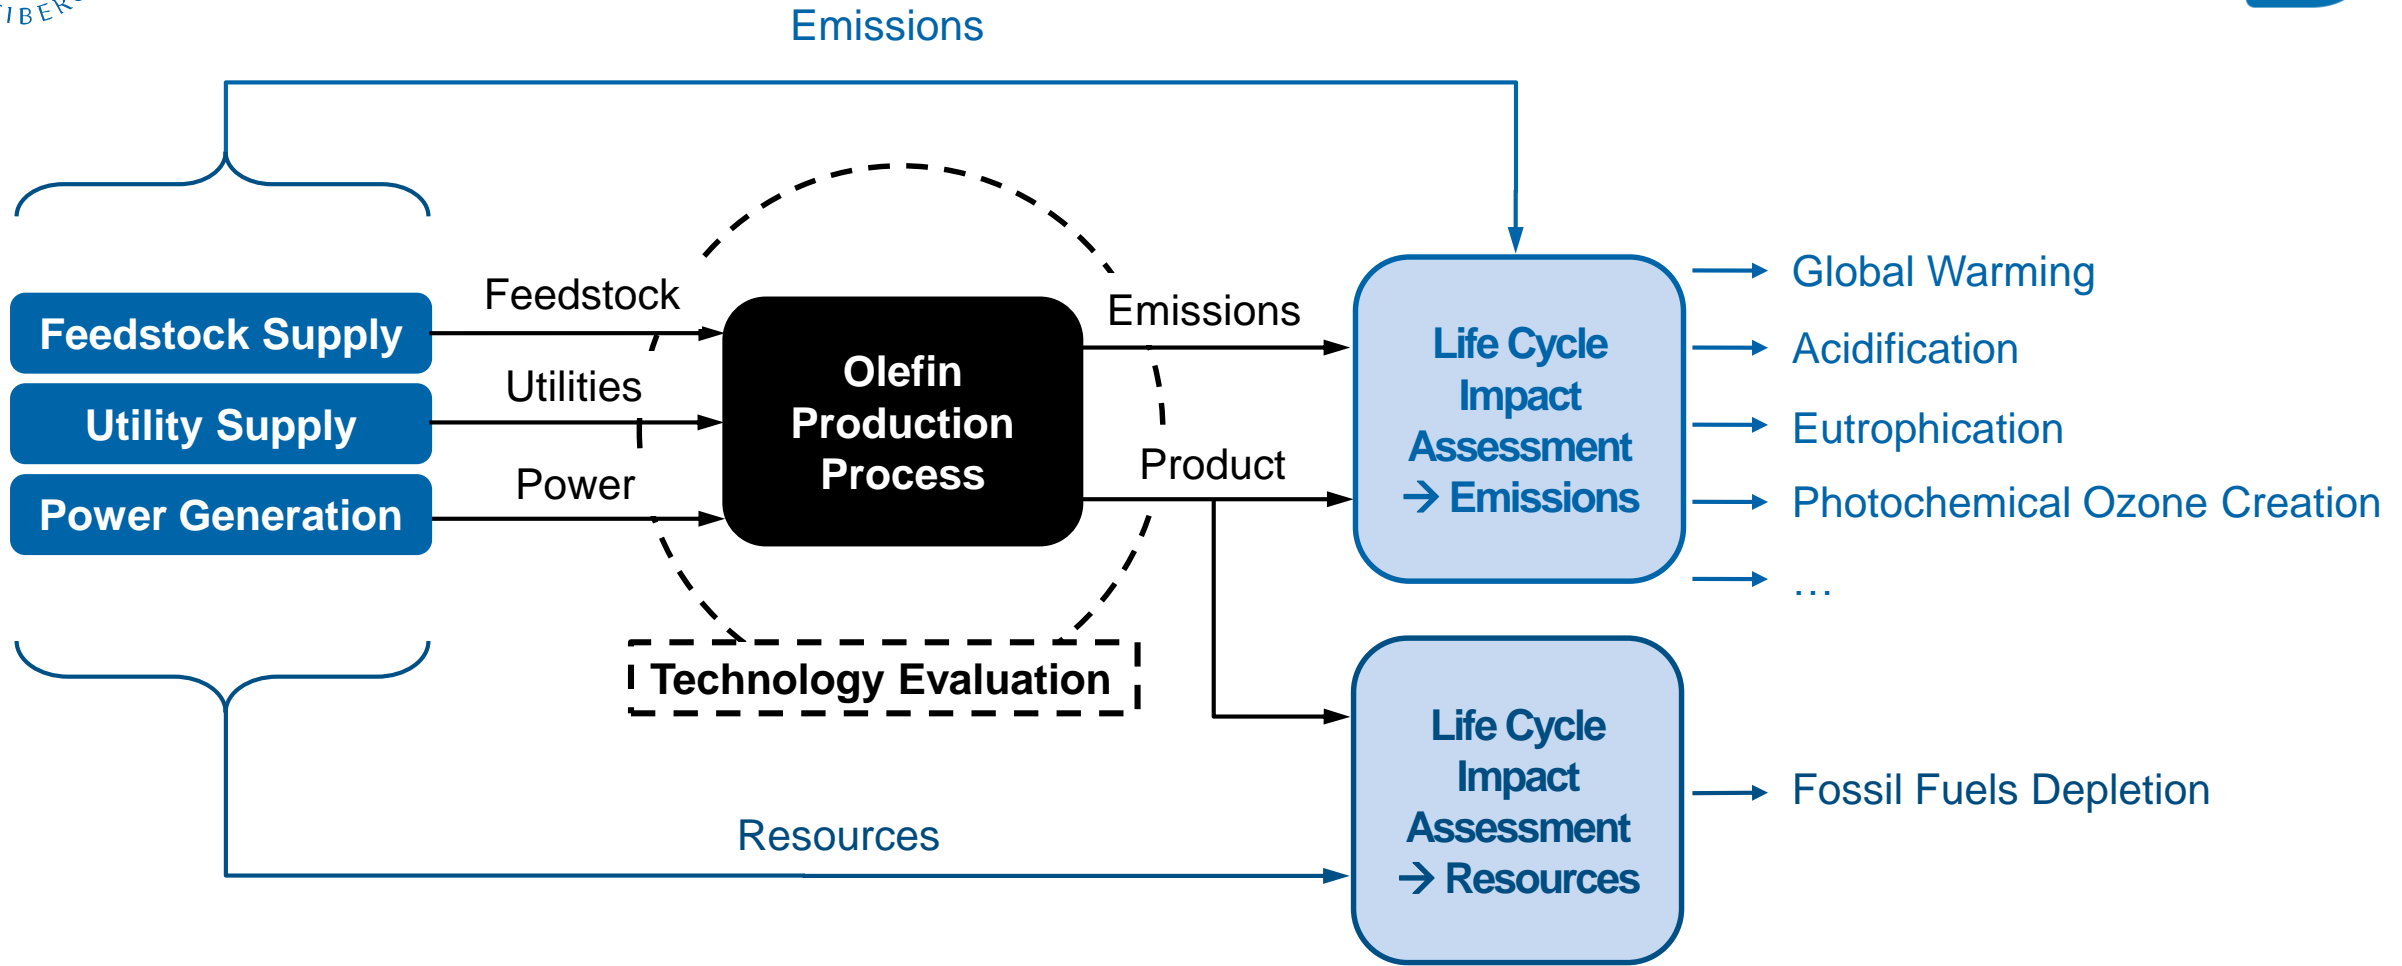 Emissions
Feedstock Supply
Utility Supply
Power Generation
Feedstock
Utilities
Power
Olefin
Production
Process
Technology Evaluation
Emissions
Product
Life Cycle
Impact
Assessment
→ Emissions
Global Warming
Acidification
Eutrophication
Photochemical Ozone Creation
…
Resources
Life Cycle
Impact
Assessment
→ Resources
Fossil Fuels Depletion